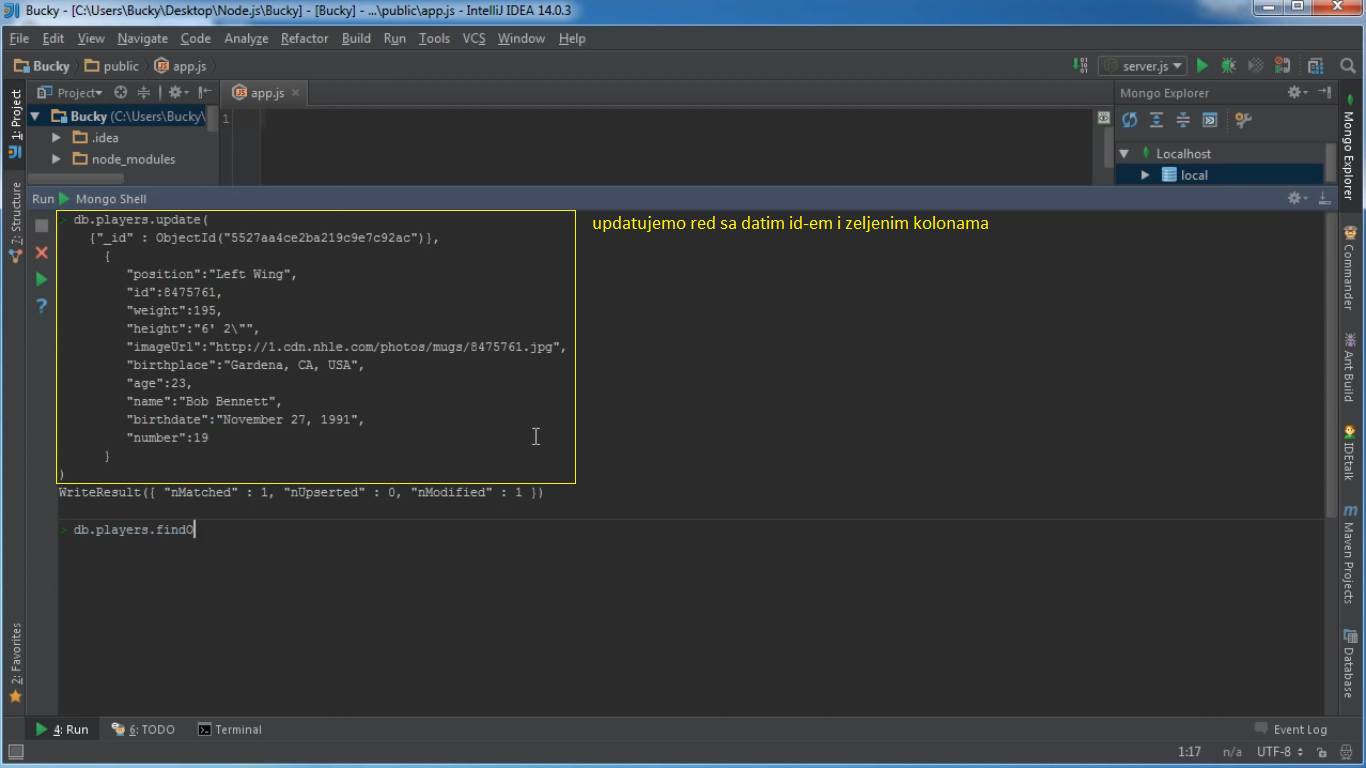 Bucky - [C:\Users\Bucky\Desktop\Node.js\Bucky] - [Bucky] - ...\public\app.js - IntelliJ IDEA 14.0.3
File Edit View Navigate Code Analyze Refactor Build Run Tools VCS Window Help
Bucky public app.js server.js
1: Project
Project app.js Mongo Explorer
Bucky (C:\Users\Bucky\
1
.idea
node_modules
Localhost
local
Mongo Explorer
Run Mongo Shell
7: Structure
> db.players.update(
{"_id" : ObjectId("5527aa4ce2ba219c9e7c92ac")},
{
"position":"Left Wing",
"id":8475761,
"weight":195,
"height":"6' 2\"",
"imageUrl":"http://1.cdn.nhle.com/photos/mugs/8475761.jpg",
"birthplace":"Gardena, CA, USA",
"age":23,
"name":"Bob Bennett",
"birthdate":"November 27, 1991",
"number":19
}
)
WriteResult({ "nMatched" : 1, "nUpserted" : 0, "nModified" : 1 })
> db.players.findO
updatujemo red sa datim id-em i zeljenim kolonama
Commander
Ant Build
IDEtalk
Maven Projects
Database
2: Favorites
4: Run 6: TODO Terminal Event Log
1:17 n/a UTF-8